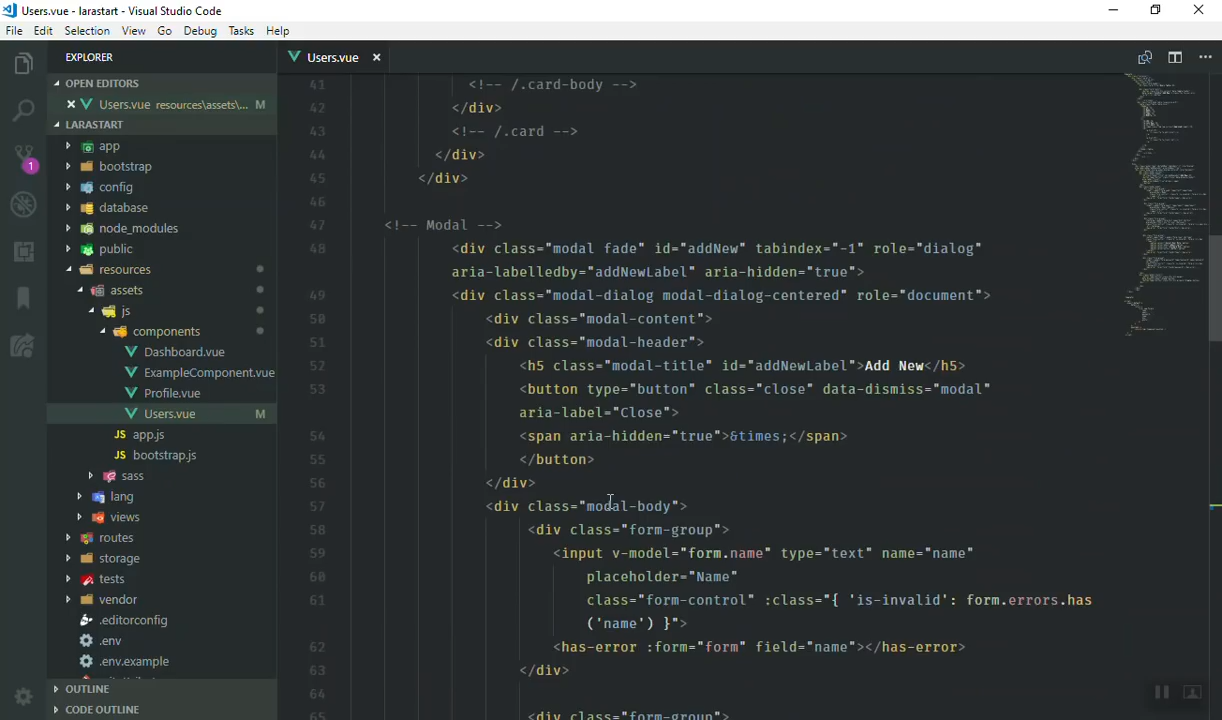 Users.vue - larastart - Visual Studio Code
File Edit Selection View Go Debug Tasks Help
EXPLORER
OPEN EDITORS
Users.vue resources\assets\... M
LARASTART
app
bootstrap
config
database
node_modules
public
resources
assets
js
components
Dashboard.vue
ExampleComponent.vue
Profile.vue
Users.vue M
JS app.js
JS bootstrap.js
sass
lang
views
routes
storage
tests
vendor
.editorconfig
.env
.env.example
OUTLINE
CODE OUTLINE
1
Users.vue
41 <!-- /.card-body -->
42 </div>
43 <!-- /.card -->
44 </div>
45 </div>
46
47 <!-- Modal -->
48 <div class="modal fade" id="addNew" tabindex="-1" role="dialog"
aria-labelledby="addNewLabel" aria-hidden="true">
49 <div class="modal-dialog modal-dialog-centered" role="document">
50 <div class="modal-content">
51 <div class="modal-header">
52 <h5 class="modal-title" id="addNewLabel">Add New</h5>
53 <button type="button" class="close" data-dismiss="modal"
aria-label="Close">
54 <span aria-hidden="true">&times;</span>
55 </button>
56 </div>
57 <div class="modal-body">
58 <div class="form-group">
59 <input v-model="form.name" type="text" name="name"
60 placeholder="Name"
61 class="form-control" :class="{ 'is-invalid': form.errors.has
('name') }">
62 <has-error :form="form" field="name"></has-error>
63 </div>
64
65 <div class="form-group">